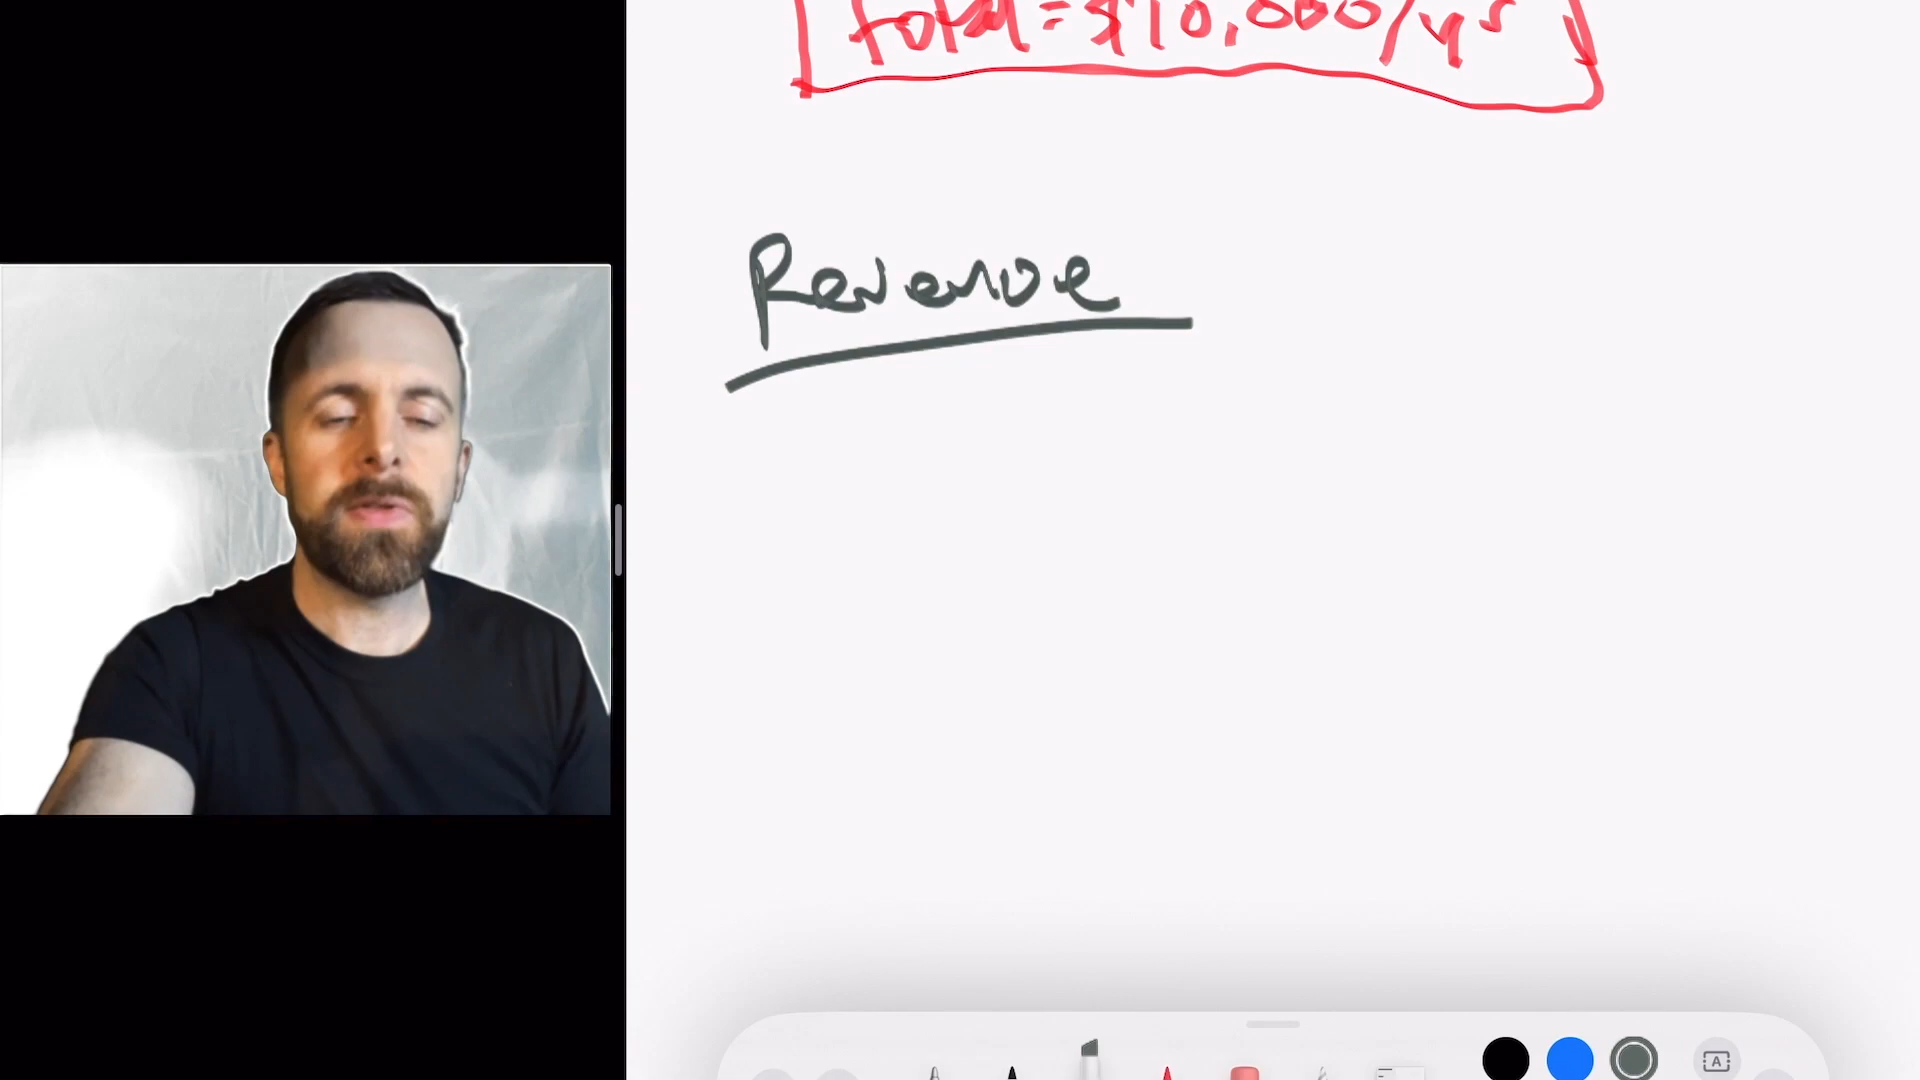 Total = $10,000/yr
Revenue
A